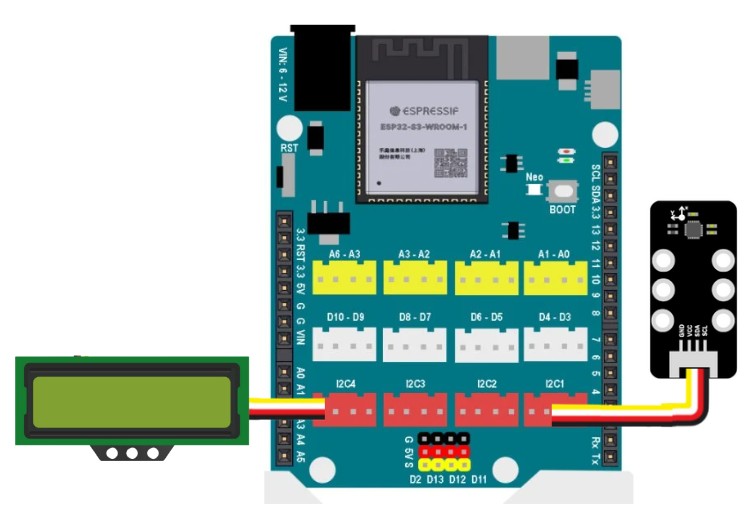 VIN: 6 - 12 V
ESPRESSIF
ESP32-S3-WROOM-1
RST
Neo
BOOT
SCL
SDA
3.3
13
12
11
10
9
8
7
6
5
4
Rx
Tx
3.3
RST
3.3
5V
G
G
VIN
A0
A1
A3
A4
A5
A6 - A3
A3 - A2
A2 - A1
A1 - A0
D10 - D9
D8 - D7
D6 - D5
D4 - D3
I2C4
I2C3
I2C2
I2C1
G
5V
S
D2 D13 D12 D11
X
GND
VCC
SDA
SCL